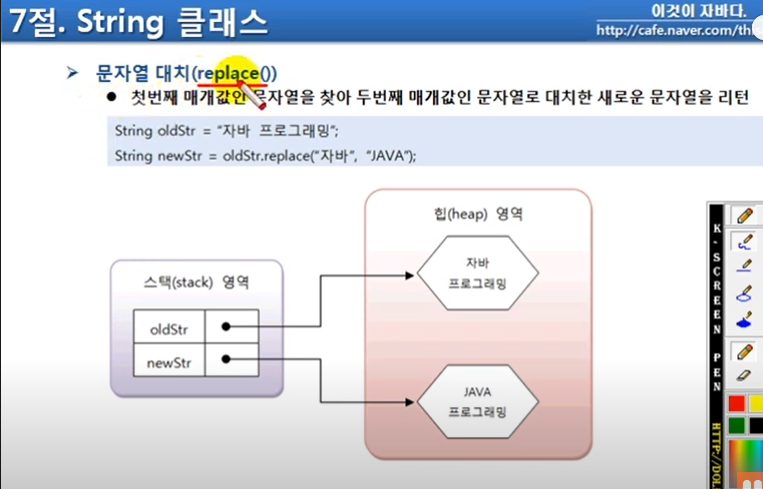 7절. String 클래스
이것이 자바다.
http://cafe.naver.com/th
문자열 대치(replace())
첫번째 매개값인 문자열을 찾아 두번째 매개값인 문자열로 대치한 새로운 문자열을 리턴
String oldStr = “자바 프로그래밍”;
String newStr = oldStr.replace(“자바”, “JAVA”);
힙(heap) 영역
자바
프로그래밍
스택(stack) 영역
oldStr
newStr
JAVA
프로그래밍
K-SCREEN PEN
HTTP://DOL